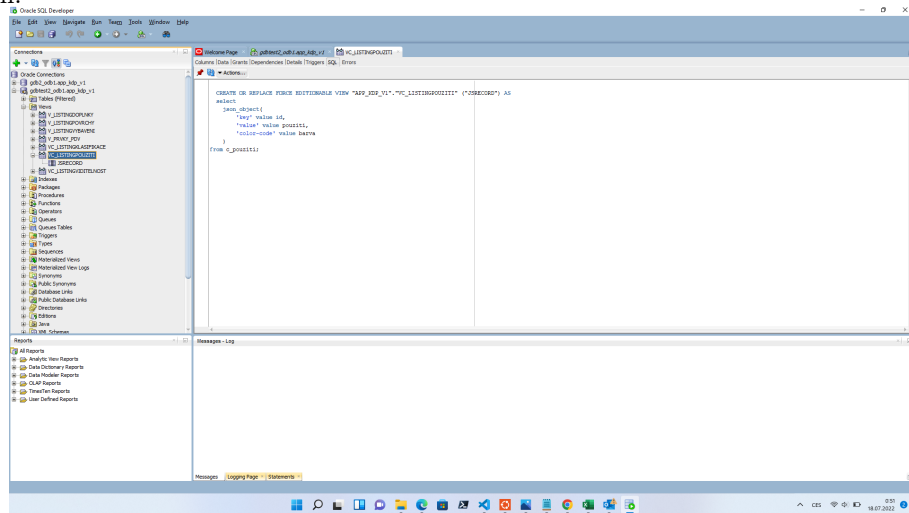 Oracle SQL Developer
File Edit View Navigate Run Team Tools Window Help
Connections
Welcome Page
gdbtest2_odb1.app_kdp_v1
VC_LISTINGPOUZITI
Columns Data Grants Dependencies Details Triggers SQL Errors
Actions...
Oracle Connections
gdb2_odb1.app_kdp_v1
gdbtest2_odb1.app_kdp_v1
Tables (Filtered)
Views
V_LISTINGDOPLNKY
V_LISTINGPOVRCHY
V_LISTINGVYBAVENI
V_PRVKY_PDV
VC_LISTINGKLASIFIKACE
VC_LISTINGPOUZITI
JSRECORD
VC_LISTINGVIDITELNOST
Indexes
Packages
Procedures
Functions
Operators
Queues
Queues Tables
Triggers
Types
Sequences
Materialized Views
Materialized View Logs
Synonyms
Public Synonyms
Database Links
Public Database Links
Directories
Editions
Java
XML Schemas
CREATE OR REPLACE FORCE EDITIONABLE VIEW "APP_KDP_V1"."VC_LISTINGPOUZITI" ("JSRECORD") AS
select
json_object(
'key' value id,
'value' value pouziti,
'color-code' value barva
)
from c_pouziti;
Reports
All Reports
Analytic View Reports
Data Dictionary Reports
Data Modeler Reports
OLAP Reports
TimesTen Reports
User Defined Reports
Messages - Log
Messages Logging Page Statements
CES
0:51
18.07.2022